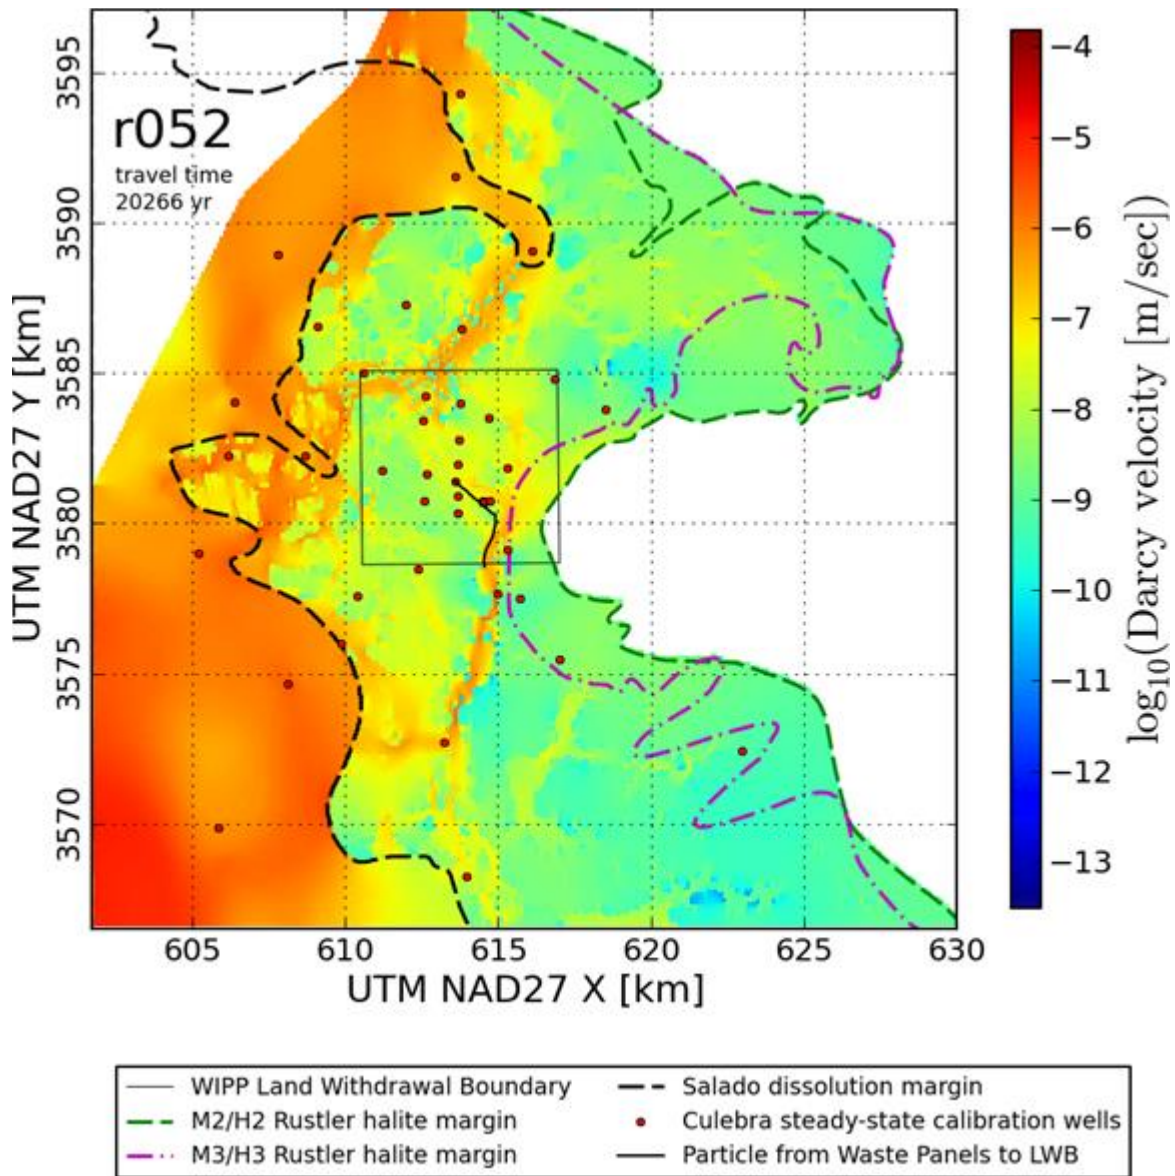 r052
travel time
20266 yr
3595
3590
3585
3580
3575
3570
UTM NAD27 Y [km]
605
610
615
620
625
630
UTM NAD27 X [km]
−4
−5
−6
−7
−8
−9
−10
−11
−12
−13
log₁₀(Darcy velocity [m/sec])
WIPP Land Withdrawal Boundary
M2/H2 Rustler halite margin
M3/H3 Rustler halite margin
Salado dissolution margin
Culebra steady-state calibration wells
Particle from Waste Panels to LWB